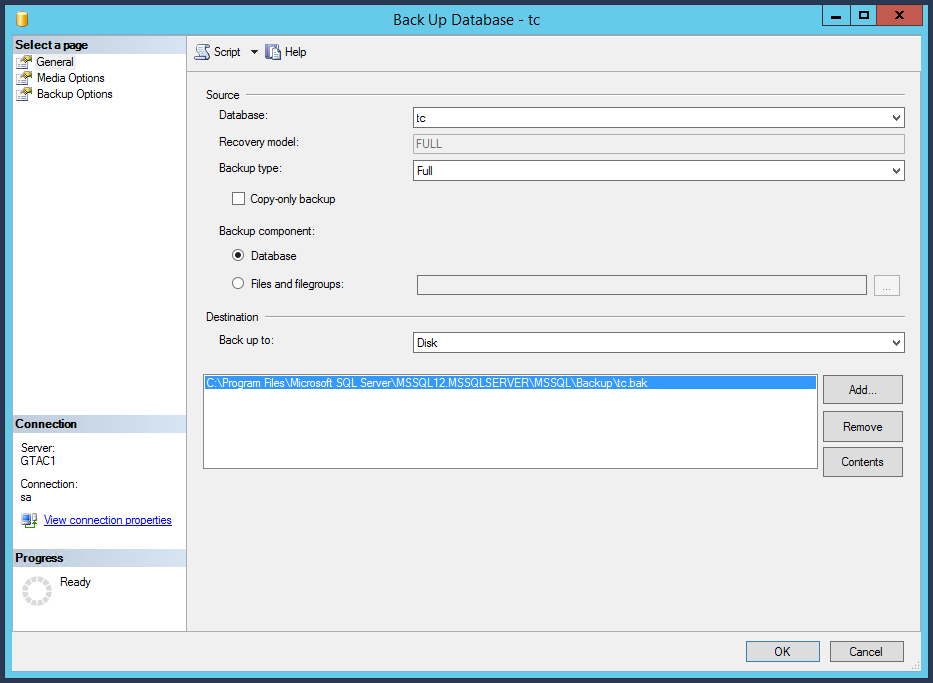 Back Up Database - tc
Select a page
General
Media Options
Backup Options
Script
Help
Source
Database:
tc
Recovery model:
FULL
Backup type:
Full
Copy-only backup
Backup component:
Database
Files and filegroups:
...
Destination
Back up to:
Disk
C:\Program Files\Microsoft SQL Server\MSSQL12.MSSQLSERVER\MSSQL\Backup\tc.bak
Add...
Remove
Contents
Connection
Server:
GTAC1
Connection:
sa
View connection properties
Progress
Ready
OK
Cancel